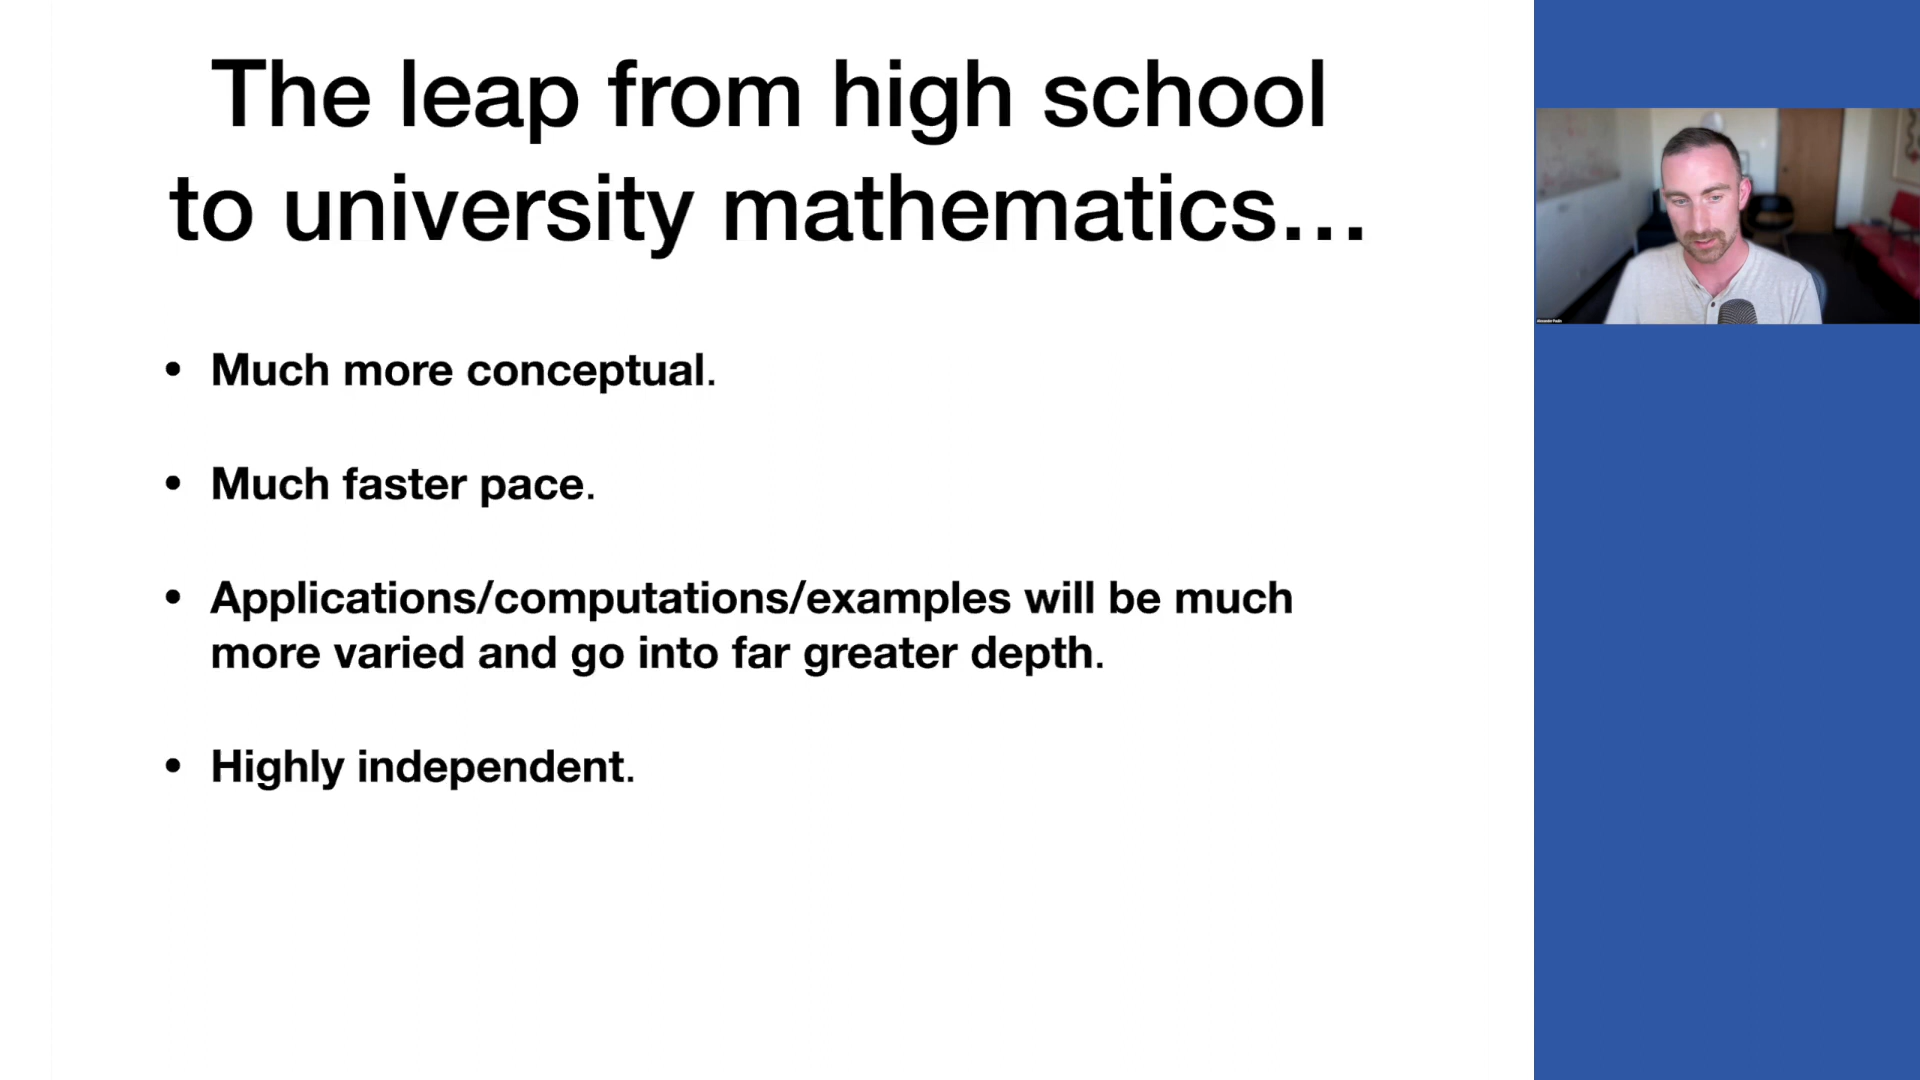 The leap from high school
to university mathematics...
• Much more conceptual.
• Much faster pace.
• Applications/computations/examples will be much
more varied and go into far greater depth.
• Highly independent.